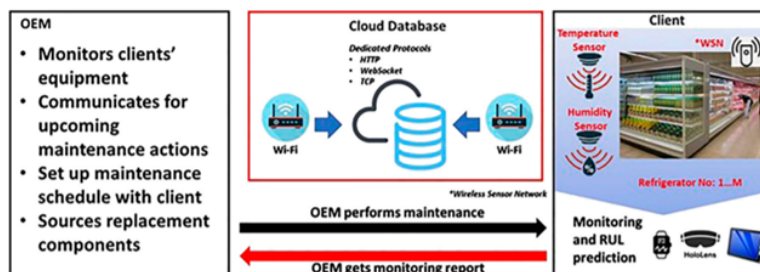 OEM
• Monitors clients'
equipment
• Communicates for
upcoming
maintenance actions
• Set up maintenance
schedule with client
• Sources replacement
components
Cloud Database
Dedicated Protocols
• HTTP
• WebSocket
• TCP
Wi-Fi
Wi-Fi
*Wireless Sensor Network
OEM performs maintenance
OEM gets monitoring report
Client
Temperature
Sensor
*WSN
Humidity
Sensor
Refrigerator No: 1...M
Monitoring
and RUL
prediction
HoloLens